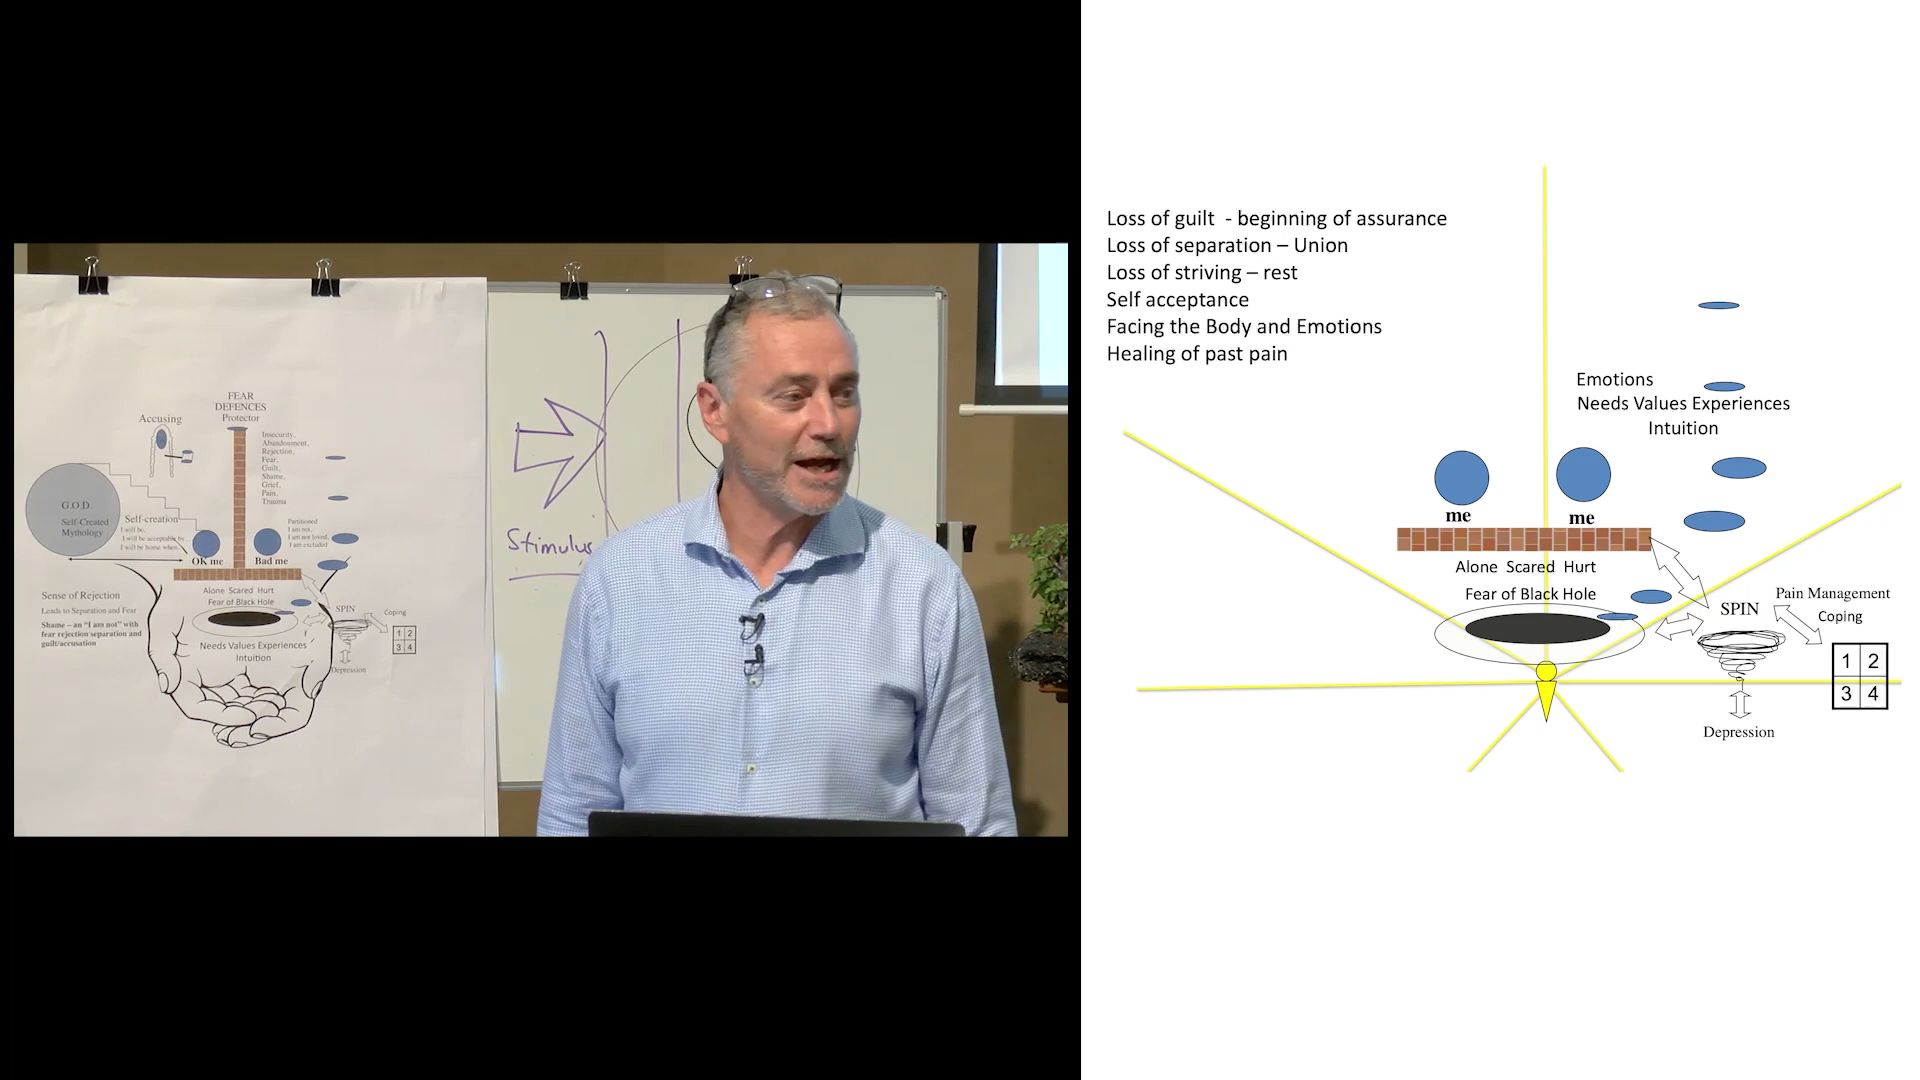 FEAR
DEFENCES
Protector
Accusing
Insecurity,
Abandonment,
Rejection,
Fear,
Guilt,
Shame,
Grief,
Pain,
Trauma
G.O.D.
Self-Created
Mythology
Self-creation
I will be,
I will be acceptable by...
I will be home when...
Partitioned
I am not,
I am not loved,
I am excluded
OK me
Bad me
Alone Scared Hurt
Fear of Black Hole
Sense of Rejection
Leads to Separation and Fear
Shame – an “I am not” with
fear rejection separation and
guilt/accusation
SPIN
Coping
1 2
3 4
Needs Values Experiences
Intuition
Depression
Stimulus
Loss of guilt - beginning of assurance
Loss of separation – Union
Loss of striving – rest
Self acceptance
Facing the Body and Emotions
Healing of past pain
Emotions
Needs Values Experiences
Intuition
me
me
Alone Scared Hurt
Fear of Black Hole
SPIN
Pain Management
Coping
1 2
3 4
Depression